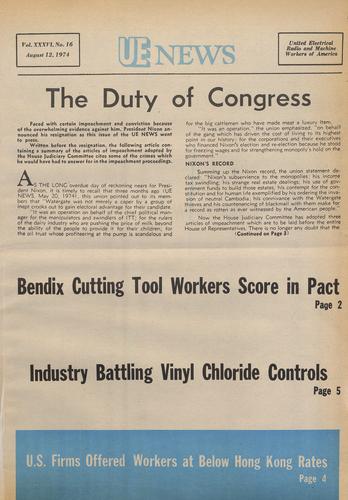 Vol. XXXVI, No. 16
August 12, 1974
UE NEWS
United Electrical
Radio and Machine
Workers of America
The Duty of Congress
Faced with certain impeachment and conviction because
of the overwhelming evidence against him, President Nixon an-
nounced his resignation as this issue of the UE NEWS went
to press.
Written before the resignation, the following article con-
taining a summary of the articles of impeachment adopted by
the House Judiciary Committee cites some of the crimes which
he would have had to answer for in the impeachment proceedings.
AS THE LONG overdue day of reckoning nears for Presi-
dent Nixon, it is timely to recall that three months ago (UE
NEWS, May 20, 1974), this union pointed out to its mem-
bers that "Watergate was not merely a caper by a group of
inept crooks out to gain electoral advantage for their candidate.
"It was an operation on behalf of the chief political man-
ager for the manipulators and swindlers of ITT; for the rulers
of the dairy industry who are pushing the price of milk beyond
the ability of the people to provide it for their children; for
the oil trust whose profiteering at the pump is scandalous and
for the big cattlemen who have made meat a luxury item.
"It was an operation," the union emphasized, "on behalf
of the gang which has driven the cost of living to its highest
point in our history; for the corporations and their executives
who financed Nixon's election and re-election because he stood
for freezing wages and for strengthening monopoly's hold on the
government."
NIXON'S RECORD
Summing up the Nixon record, the union statement de-
clared: "Nixon's subservience to the monopolies; his income
tax swindling; his strange real estate dealings; his use of gov-
ernment funds to build those estates; his contempt for the con-
stitution and for human life exemplified by his ordering the inva-
sion of neutral Cambodia; his connivance with the Watergate
thieves and his countenancing of blackmail with them make for
a record as rotten as ever witnessed by the American people."
Now the House Judiciary Committee has adopted three
articles of impeachment which are to be laid before the entire
House of Representatives. There is no longer any doubt that the
(Continued on Page 3)
Bendix Cutting Tool Workers Score in Pact
Page 2
Industry Battling Vinyl Chloride Controls
Page 5
U.S. Firms Offered Workers at Below Hong Kong Rates
Page 4